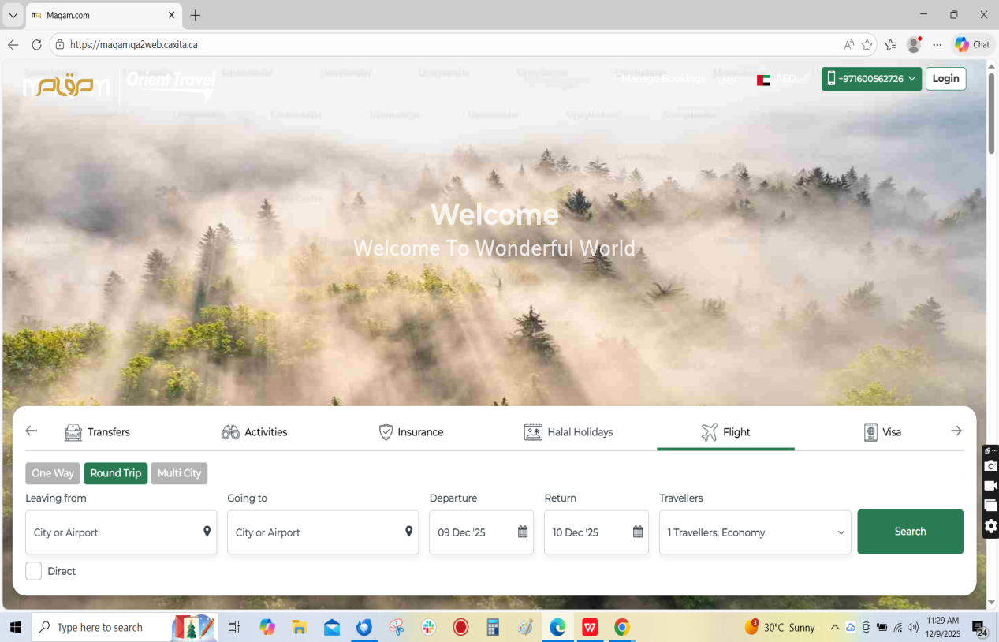 Maqam.com
https://maqamqa2web.caxita.ca
Chat
مقام
Orient Travel
Manage Bookings
عربي
AED
+971600562726
Login
Welcome
Welcome To Wonderful World
Transfers
Activities
Insurance
Halal Holidays
Flight
Visa
One Way
Round Trip
Multi City
Leaving from
Going to
Departure
Return
Travellers
City or Airport
City or Airport
09 Dec '25
10 Dec '25
1 Travellers, Economy
Search
Direct
Type here to search
3
30°C Sunny
11:29 AM
12/9/2025
24